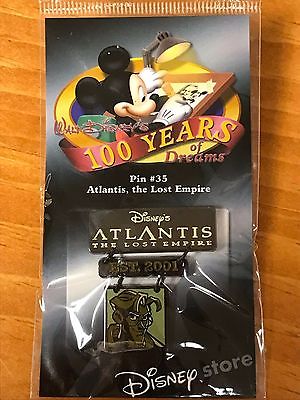 Walt Disney's
100 YEARS
of
Dreams
Pin #35
Atlantis, the Lost Empire
Disney's
ATLANTIS
THE LOST EMPIRE
EST. 2001
Disney store